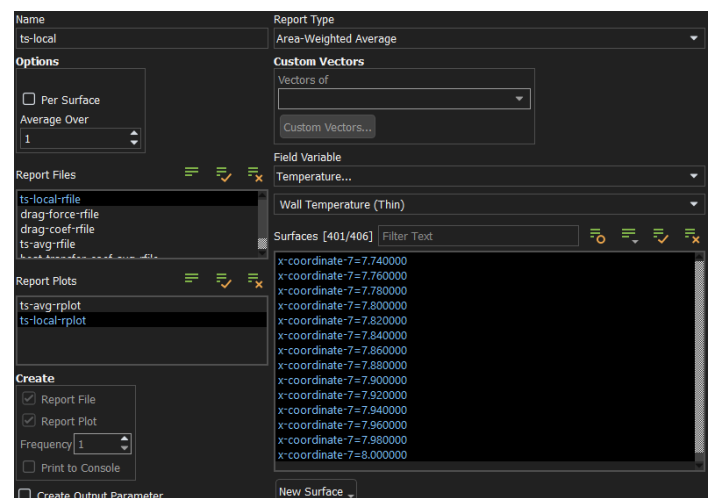 Name
ts-local
Options
Per Surface
Average Over
1
Report Files
ts-local-rfile
drag-force-rfile
drag-coef-rfile
ts-avg-rfile
Report Plots
ts-avg-rplot
ts-local-rplot
Create
Report File
Report Plot
Frequency 1
Print to Console
Create Output Parameter
Report Type
Area-Weighted Average
Custom Vectors
Vectors of
Custom Vectors...
Field Variable
Temperature...
Wall Temperature (Thin)
Surfaces [401/406] Filter Text
x-coordinate-7=7.740000
x-coordinate-7=7.760000
x-coordinate-7=7.780000
x-coordinate-7=7.800000
x-coordinate-7=7.820000
x-coordinate-7=7.840000
x-coordinate-7=7.860000
x-coordinate-7=7.880000
x-coordinate-7=7.900000
x-coordinate-7=7.920000
x-coordinate-7=7.940000
x-coordinate-7=7.960000
x-coordinate-7=7.980000
x-coordinate-7=8.000000
New Surface